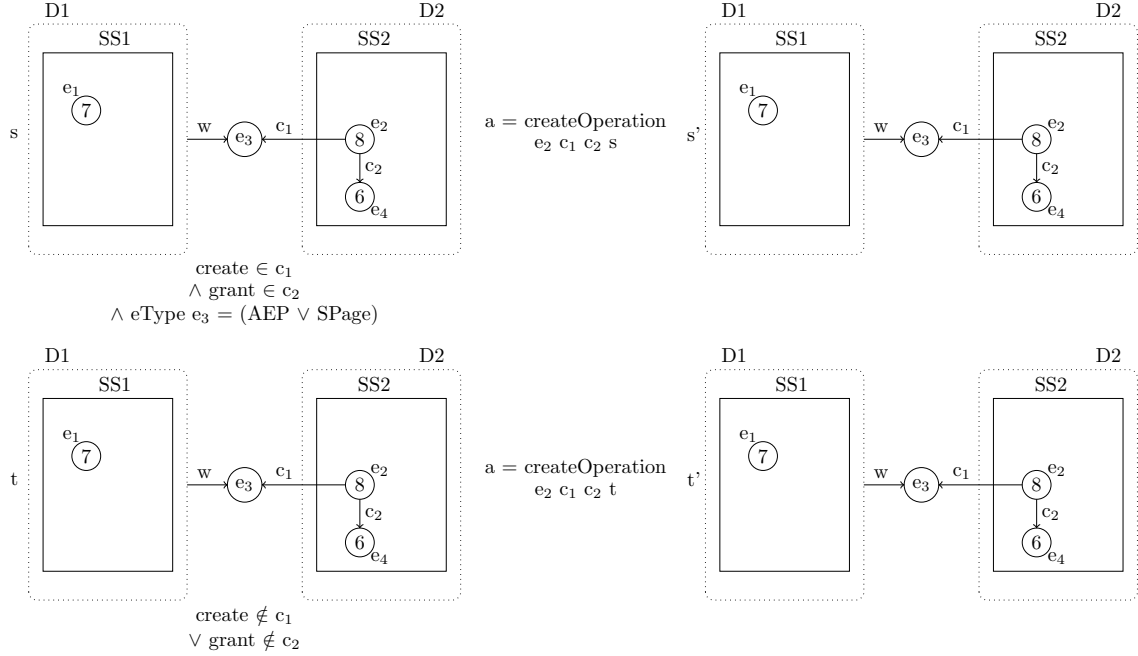 D1 D2 D1 D2
SS1 SS2 SS1 SS2
e₁ e₁
7 7
s w e₃ c₁ 8 e₂ a = createOperation s' w e₃ c₁ 8 e₂
e₂ c₁ c₂ s
c₂ c₂
6 6
e₄ e₄
create ∈ c₁
∧ grant ∈ c₂
∧ eType e₃ = (AEP ∨ SPage)
D1 D2 D1 D2
SS1 SS2 SS1 SS2
e₁ e₁
7 7
t w e₃ c₁ 8 e₂ a = createOperation t' w e₃ c₁ 8 e₂
e₂ c₁ c₂ t
c₂ c₂
6 6
e₄ e₄
create ∉ c₁
∨ grant ∉ c₂